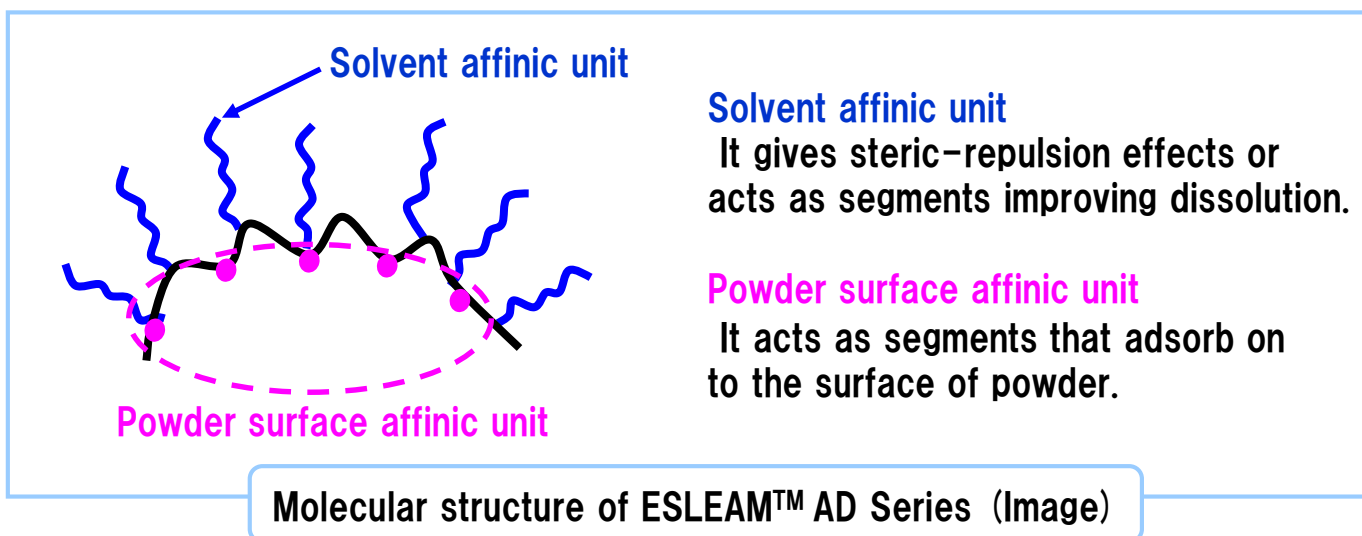 Solvent affinic unit
Powder surface affinic unit
Solvent affinic unit
It gives steric-repulsion effects or
acts as segments improving dissolution.
Powder surface affinic unit
It acts as segments that adsorb on
to the surface of powder.
Molecular structure of ESLEAM™ AD Series (Image)